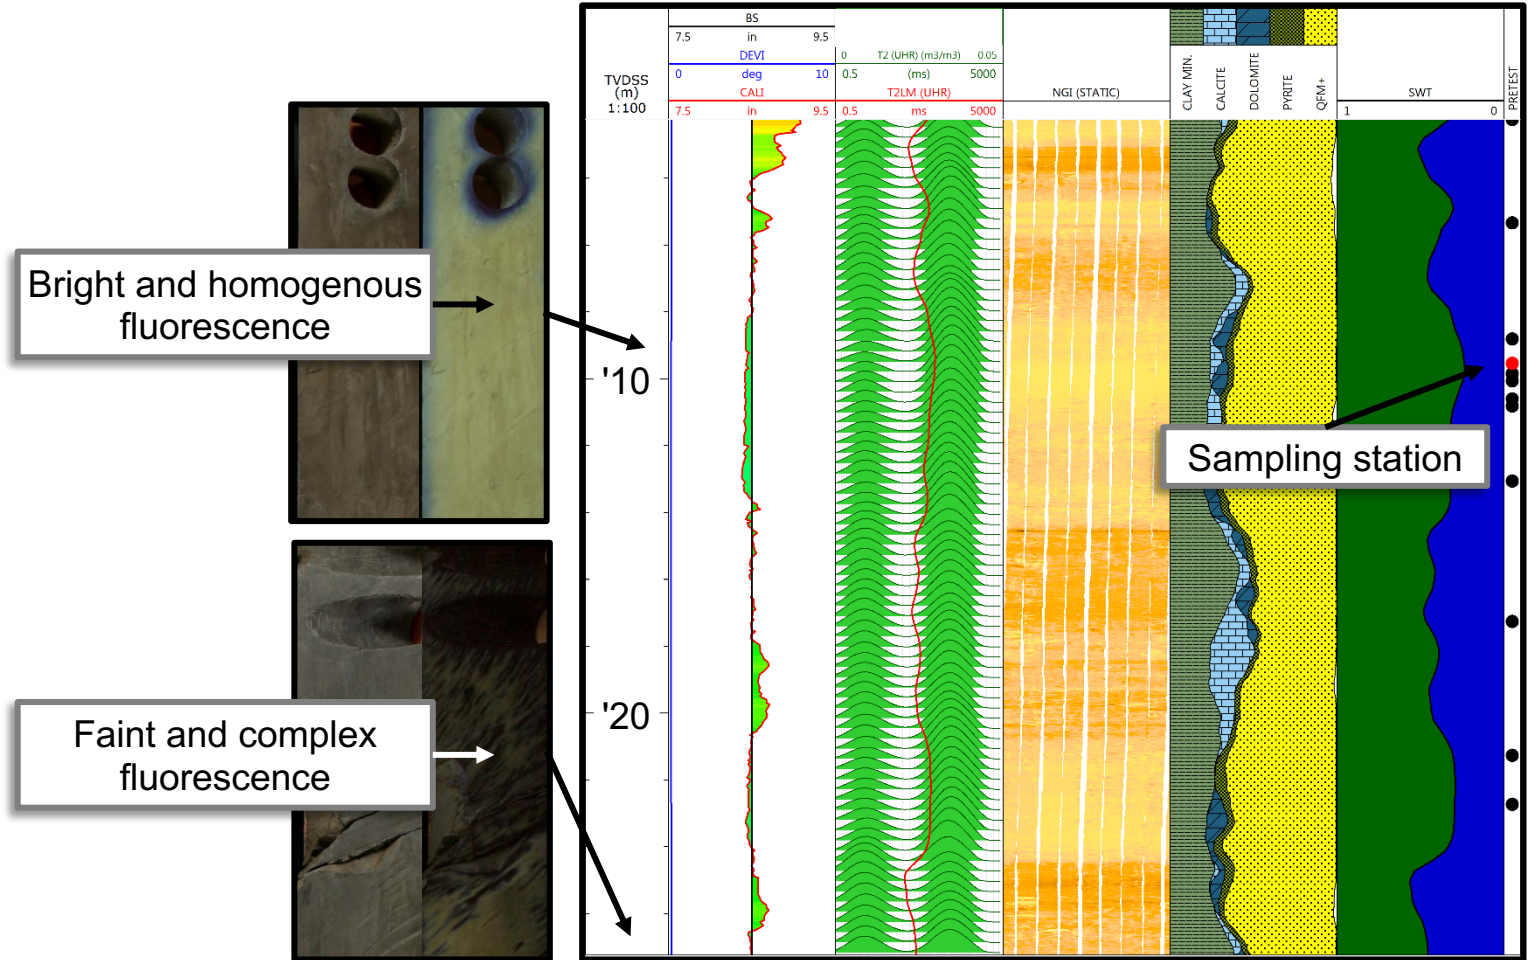 BS
7.5 in 9.5
DEVI
0 deg 10
CALI
7.5 in 9.5
TVDSS
(m)
1:100
0 T2 (UHR) (m3/m3) 0.05
0.5 (ms) 5000
T2LM (UHR)
0.5 ms 5000
NGI (STATIC)
CLAY MIN.
CALCITE
DOLOMITE
PYRITE
QFM+
SWT
1 0
PRETEST
Bright and homogenous
fluorescence
'10
Sampling station
'20
Faint and complex
fluorescence